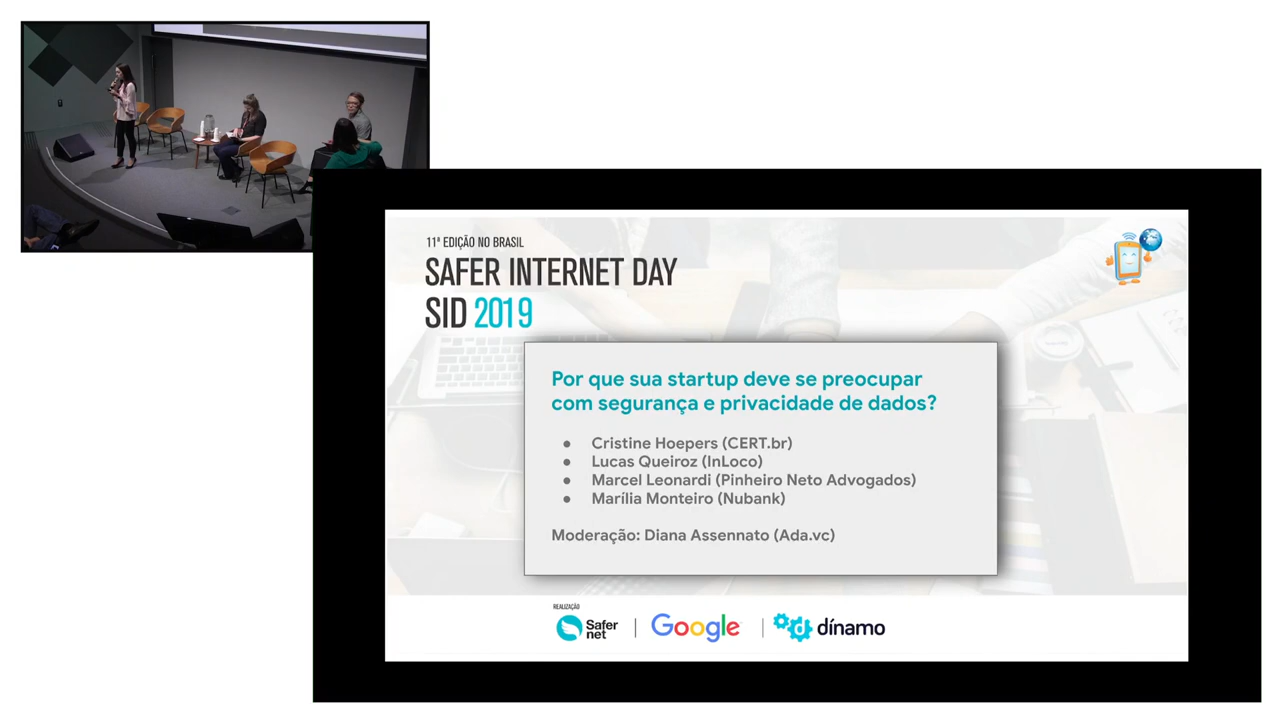 11ª EDIÇÃO NO BRASIL
SAFER INTERNET DAY
SID 2019
Por que sua startup deve se preocupar
com segurança e privacidade de dados?
● Cristine Hoepers (CERT.br)
● Lucas Queiroz (InLoco)
● Marcel Leonardi (Pinheiro Neto Advogados)
● Marília Monteiro (Nubank)
Moderação: Diana Assennato (Ada.vc)
REALIZAÇÃO
Safer
net
Google
dínamo